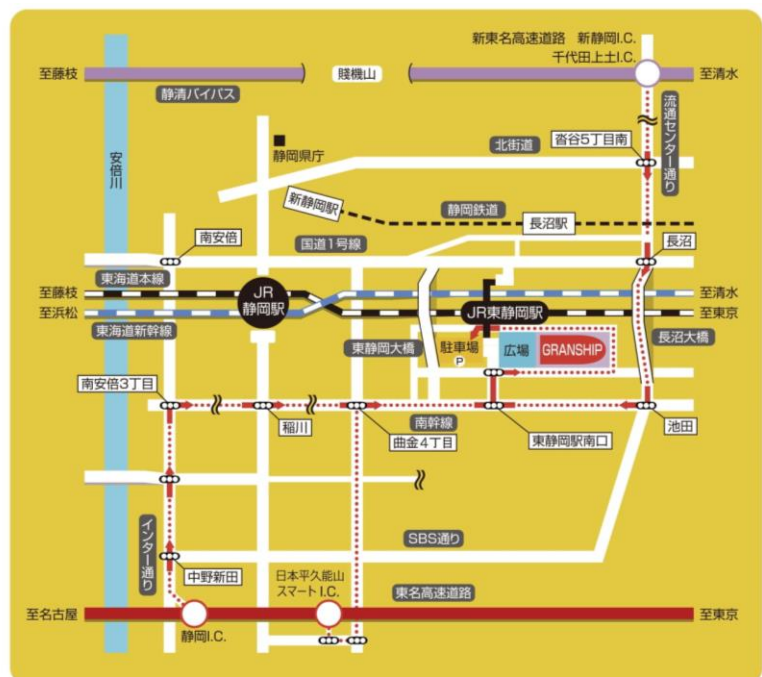 新東名高速道路 新静岡I.C.
千代田上土I.C.
至藤枝
賤機山
至清水
静清バイパス
流通センター通り
安倍川
静岡県庁
北街道
沓谷5丁目南
新静岡駅
静岡鉄道
長沼駅
南安倍
国道1号線
長沼
東海道本線
至藤枝
JR
静岡駅
至清水
至浜松
JR東静岡駅
至東京
東海道新幹線
東静岡大橋
駐車場
P
広場
GRANSHIP
長沼大橋
南安倍3丁目
稲川
南幹線
曲金4丁目
東静岡駅南口
池田
インター通り
SBS通り
中野新田
日本平久能山
スマートI.C.
東名高速道路
至名古屋
至東京
静岡I.C.